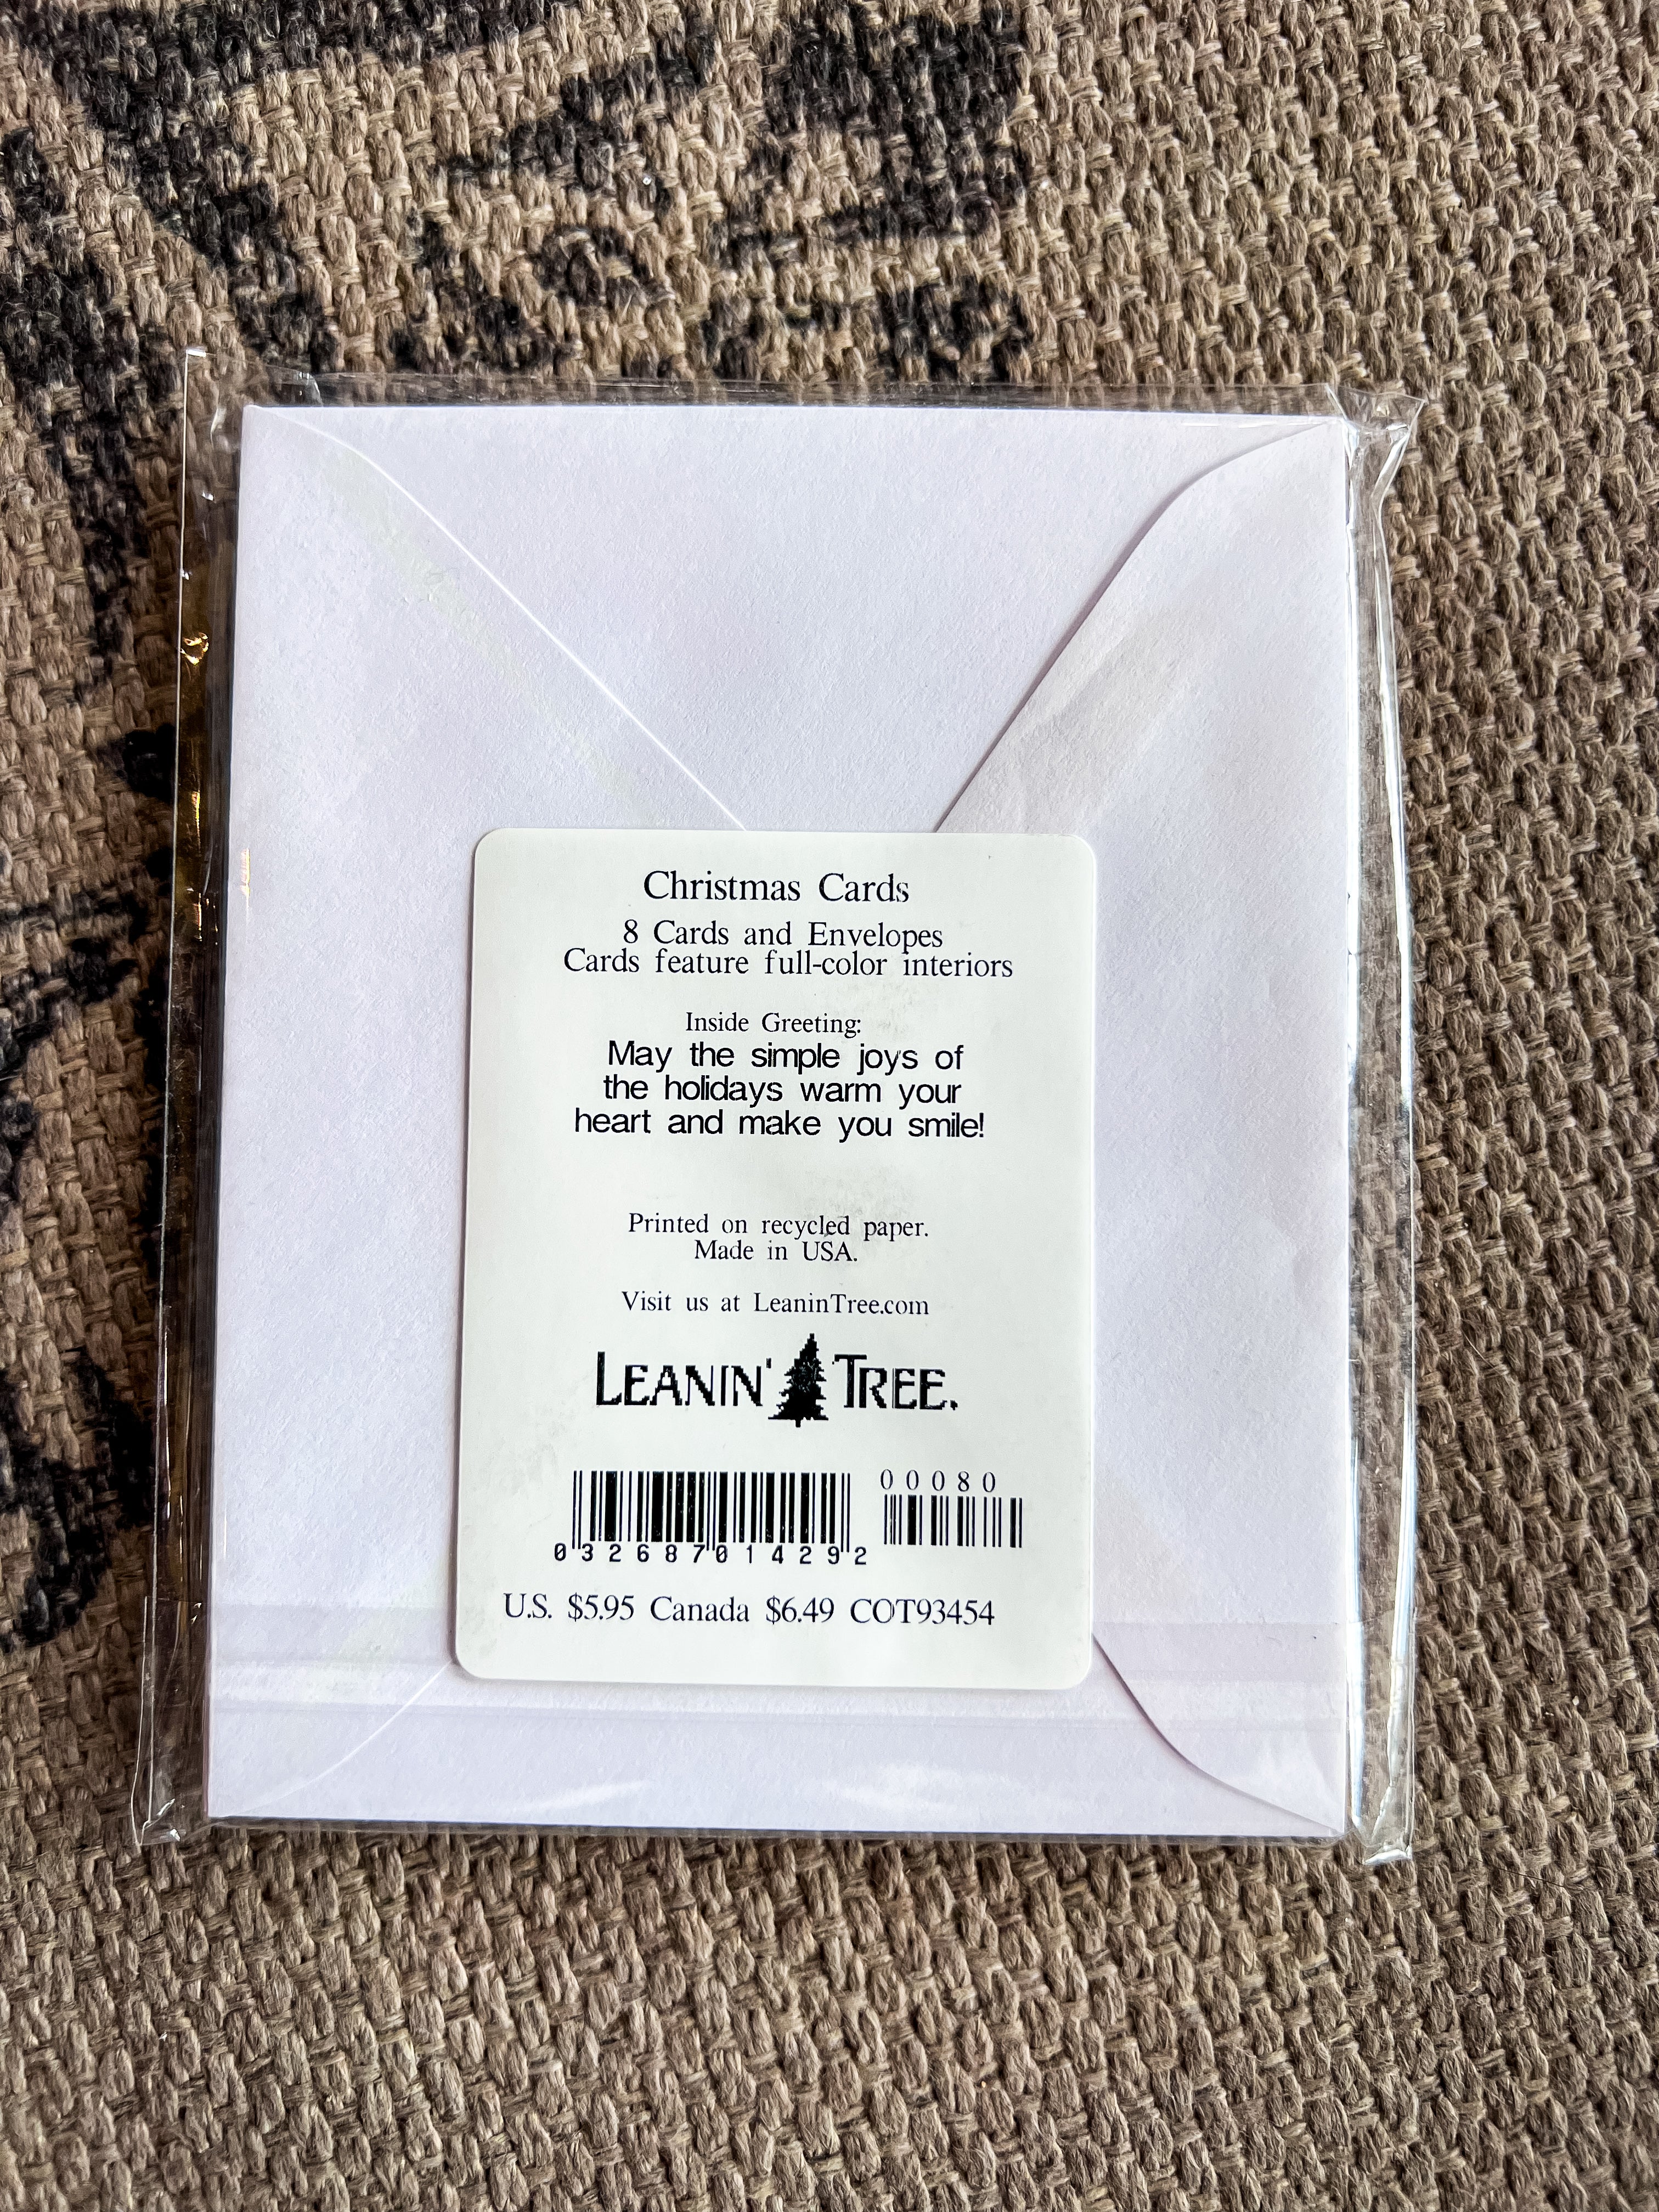 Christmas Cards
8 Cards and Envelopes
Cards feature full-color interiors
Inside Greeting:
May the simple joys of
the holidays warm your
heart and make you smile!
Printed on recycled paper.
Made in USA.
Visit us at LeaninTree.com
LEANIN' TREE.
00080
0 32687 01429 2
U.S. $5.95 Canada $6.49 COT93454